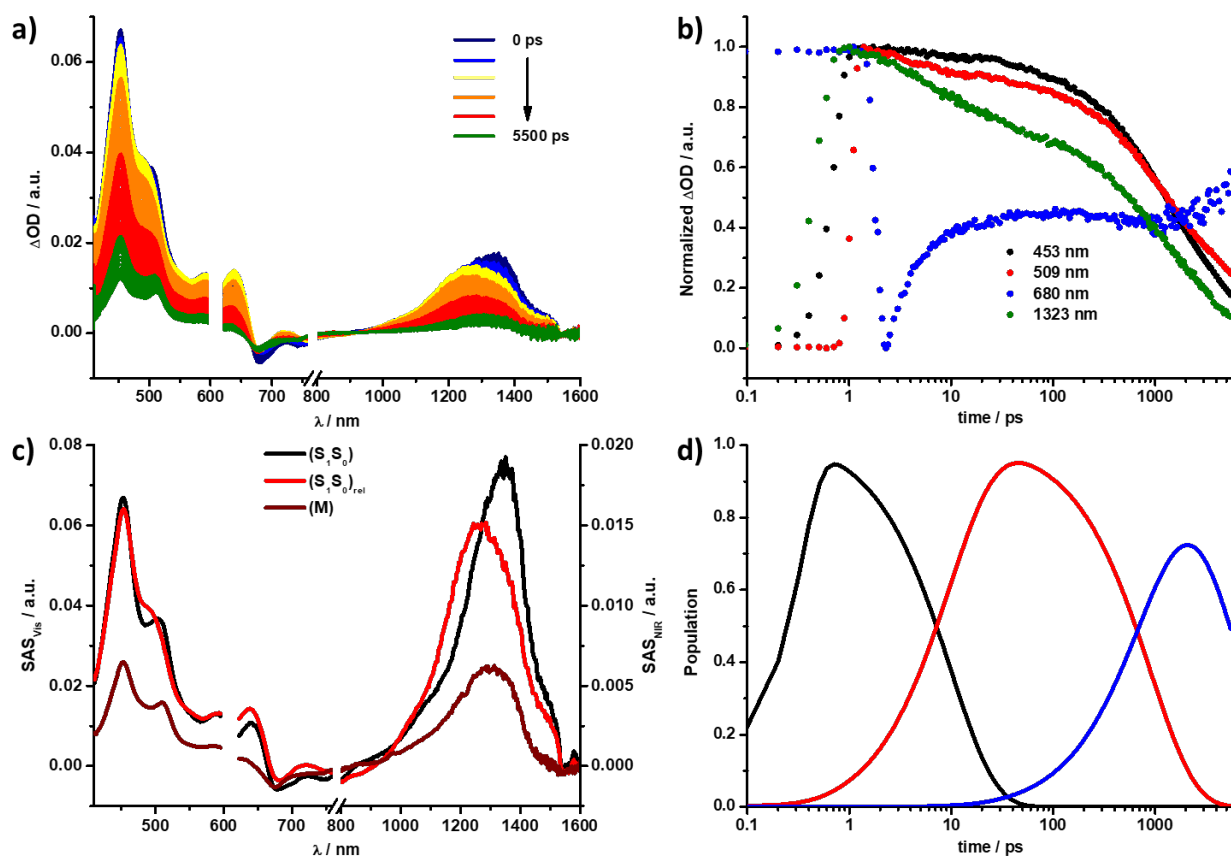 a)
ΔOD / a.u.
0.06
0.04
0.02
0.00
0 ps
5500 ps
500 600 700 800 1000 1200 1400 1600
λ / nm
b)
Normalized ΔOD / a.u.
1.0
0.8
0.6
0.4
0.2
0.0
453 nm
509 nm
680 nm
1323 nm
0.1 1 10 100 1000
time / ps
c)
SAS_Vis / a.u.
0.08
0.06
0.04
0.02
0.00
(S₁S₀)
(S₁S₀)rel
(M)
0.020
0.015
0.010
0.005
0.000
SAS_NIR / a.u.
500 600 700 800 1000 1200 1400 1600
λ / nm
d)
Population
1.0
0.8
0.6
0.4
0.2
0.0
0.1 1 10 100 1000
time / ps